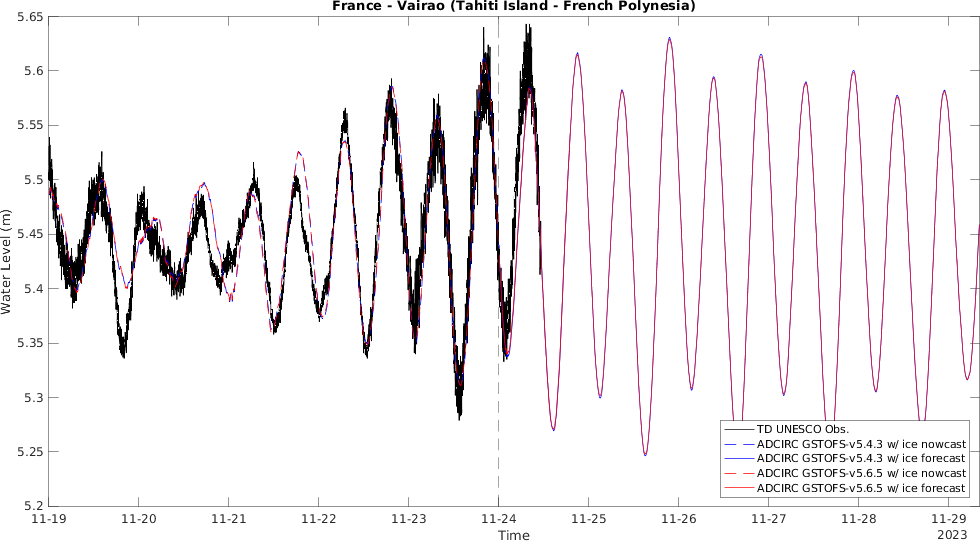 France - Vairao (Tahiti Island - French Polynesia)
5.65
5.6
5.55
5.5
5.45
5.4
5.35
5.3
5.25
5.2
Water Level (m)
TD UNESCO Obs.
ADCIRC GSTOFS-v5.4.3 w/ ice nowcast
ADCIRC GSTOFS-v5.4.3 w/ ice forecast
ADCIRC GSTOFS-v5.6.5 w/ ice nowcast
ADCIRC GSTOFS-v5.6.5 w/ ice forecast
11-19 11-20 11-21 11-22 11-23 11-24 11-25 11-26 11-27 11-28 11-29
Time
2023